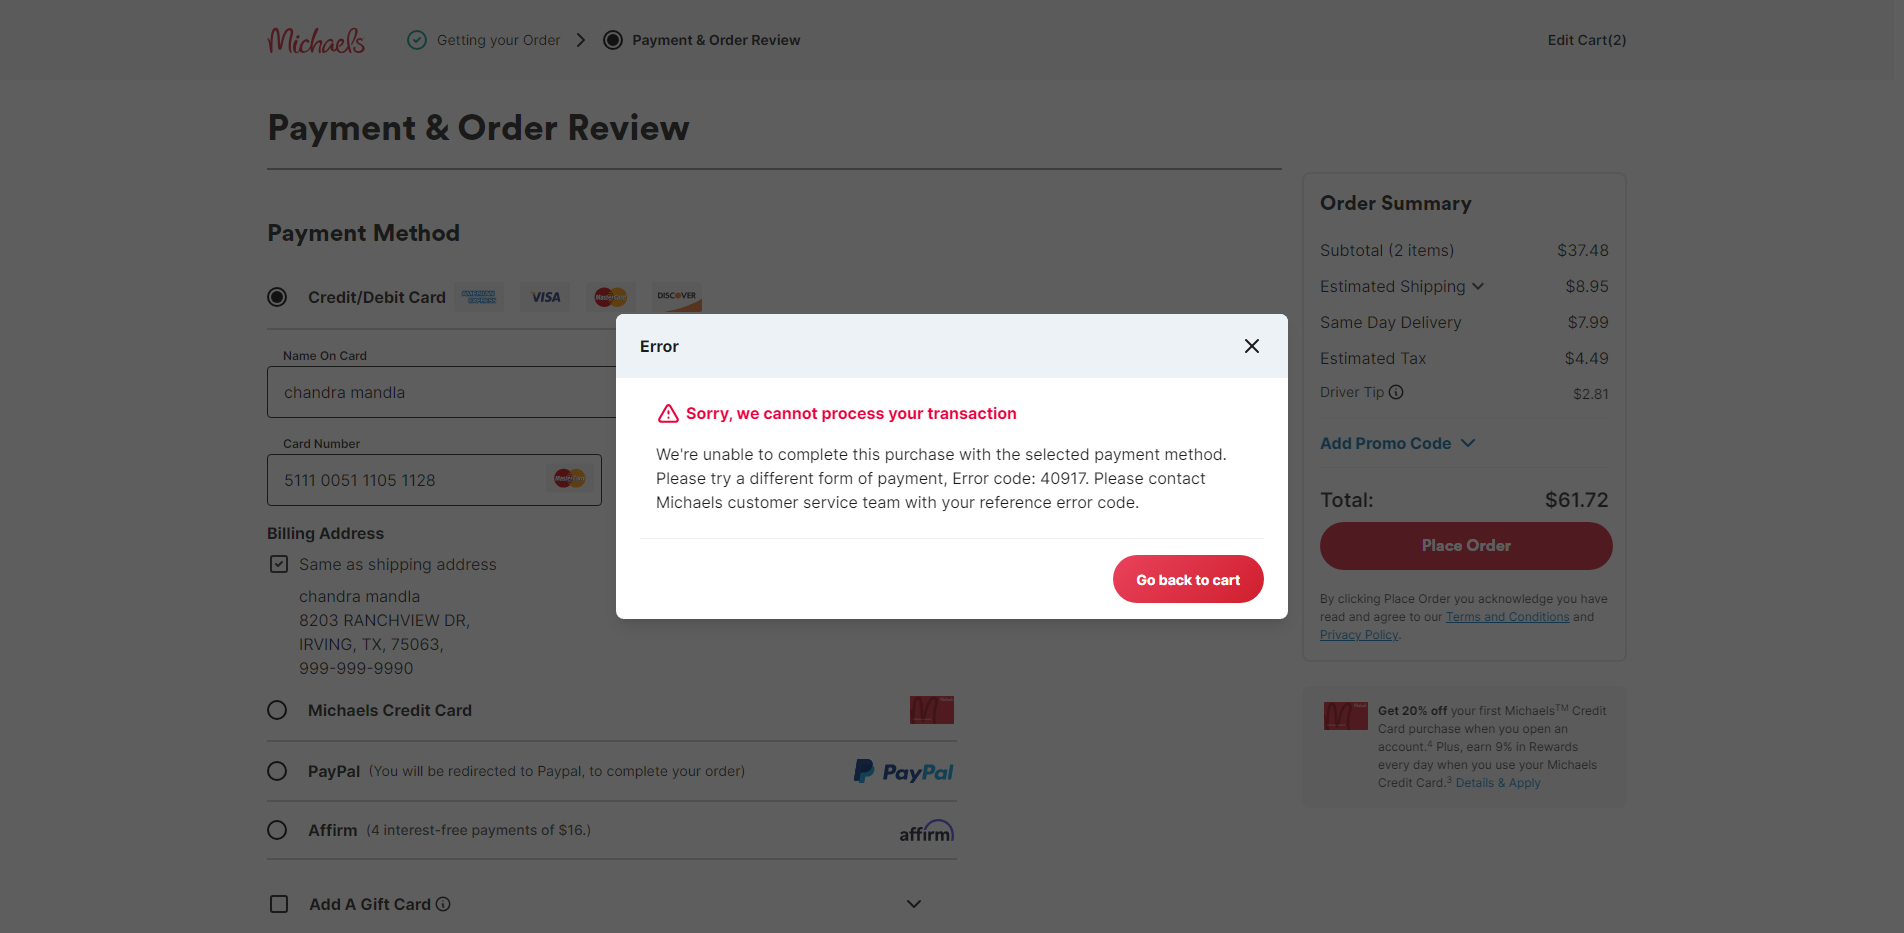 Michaels
Getting your Order
Payment & Order Review
Edit Cart(2)
Payment & Order Review
Payment Method
Credit/Debit Card
AMERICAN EXPRESS
VISA
MasterCard
DISCOVER
Name On Card
chandra mandla
Card Number
5111 0051 1105 1128
MasterCard
Billing Address
Same as shipping address
chandra mandla
8203 RANCHVIEW DR,
IRVING, TX, 75063,
999-999-9990
Michaels Credit Card
PayPal (You will be redirected to Paypal, to complete your order)
PayPal
Affirm (4 interest-free payments of $16.)
affirm
Add A Gift Card
Error
Sorry, we cannot process your transaction
We're unable to complete this purchase with the selected payment method.
Please try a different form of payment, Error code: 40917. Please contact
Michaels customer service team with your reference error code.
Go back to cart
Order Summary
Subtotal (2 items) $37.48
Estimated Shipping $8.95
Same Day Delivery $7.99
Estimated Tax $4.49
Driver Tip $2.81
Add Promo Code
Total: $61.72
Place Order
By clicking Place Order you acknowledge you have
read and agree to our Terms and Conditions and
Privacy Policy.
Get 20% off your first Michaels™ Credit
Card purchase when you open an
account.⁴ Plus, earn 9% in Rewards
every day when you use your Michaels
Credit Card.³ Details & Apply